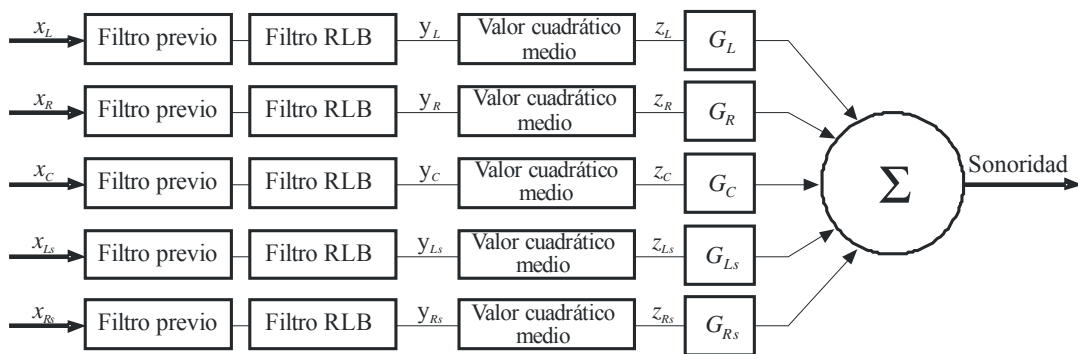 x_L Filtro previo Filtro RLB y_L Valor cuadrático medio z_L G_L
x_R Filtro previo Filtro RLB y_R Valor cuadrático medio z_R G_R
x_C Filtro previo Filtro RLB y_C Valor cuadrático medio z_C G_C Σ Sonoridad
x_Ls Filtro previo Filtro RLB y_Ls Valor cuadrático medio z_Ls G_Ls
x_Rs Filtro previo Filtro RLB y_Rs Valor cuadrático medio z_Rs G_Rs